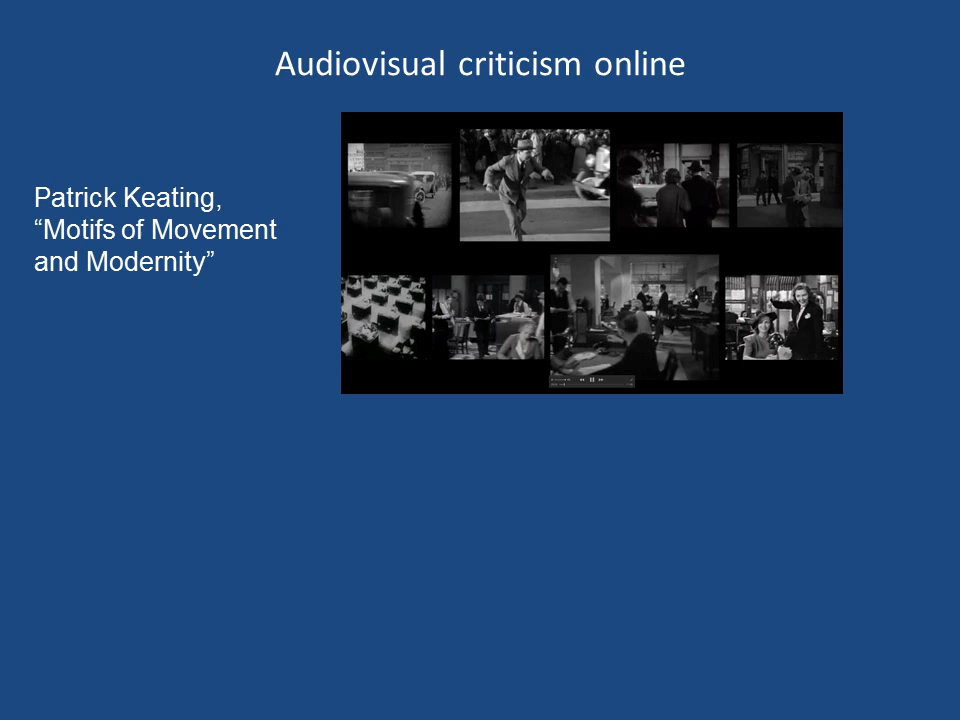 Audiovisual criticism online
Patrick Keating,
“Motifs of Movement
and Modernity”